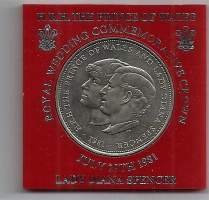 H.R.H. THE PRINCE OF WALES
ROYAL WEDDING COMMEMORATIVE CROWN
H.R.H. THE PRINCE OF WALES AND LADY DIANA SPENCER 1981
JULY 29TH 1981
LADY DIANA SPENCER